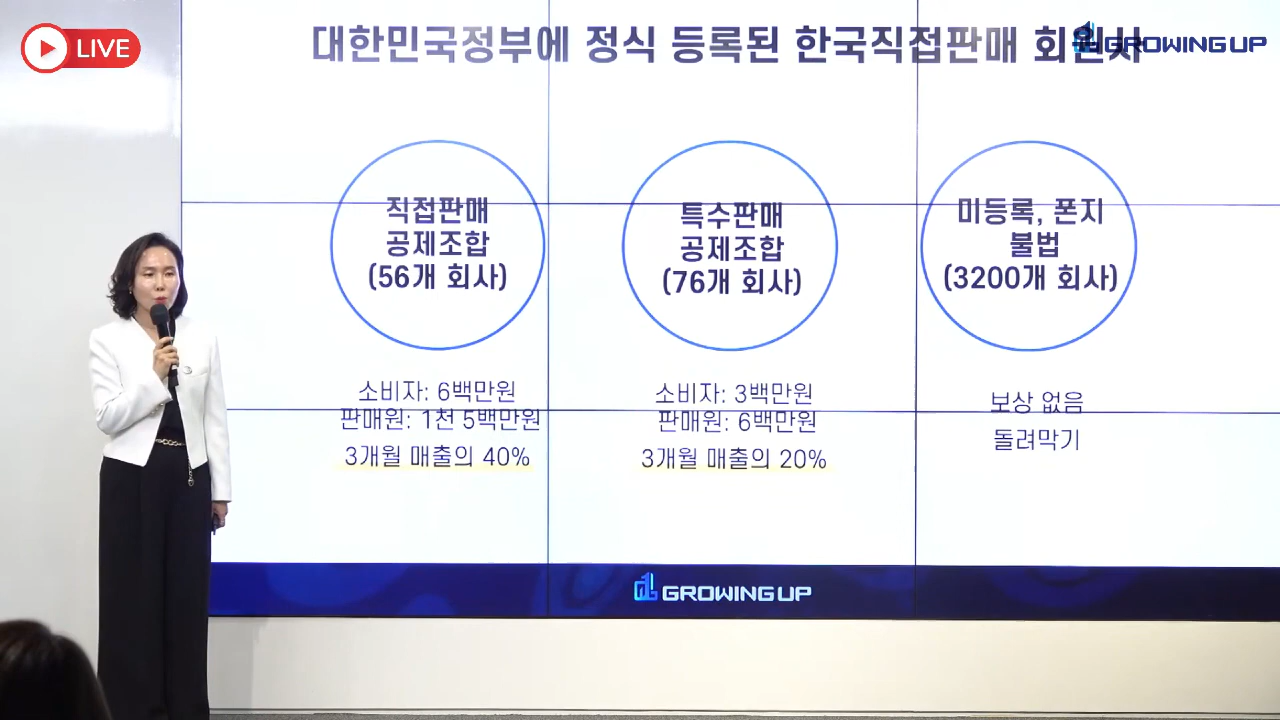 LIVE
대한민국정부에 정식 등록된 한국직접판매 회원사
GROWING UP
직접판매
공제조합
(56개 회사)
소비자: 6백만원
판매원: 1천 5백만원
3개월 매출의 40%
특수판매
공제조합
(76개 회사)
소비자: 3백만원
판매원: 6백만원
3개월 매출의 20%
미등록, 폰지
불법
(3200개 회사)
보상 없음
돌려막기
GROWING UP